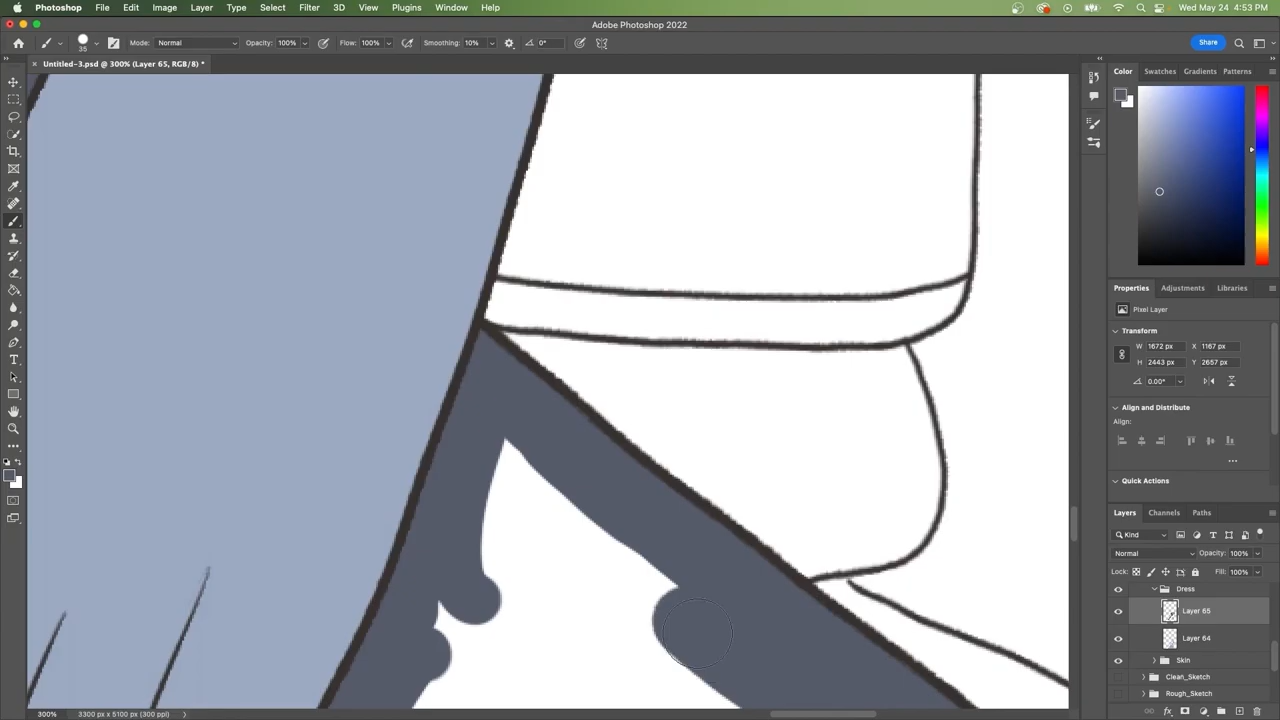 Photoshop File Edit Image Layer Type Select Filter 3D View Plugins Window Help Wed May 24 4:53 PM
Adobe Photoshop 2022
35 Mode: Normal Opacity: 100% Flow: 100% Smoothing: 10% 0° Share
Untitled-3.psd @ 300% (Layer 65, RGB/8) *
Color Swatches Gradients Patterns
Properties Adjustments Libraries
Pixel Layer
Transform
W 1672 px X 1167 px
H 2443 px Y 2657 px
0.00°
Align and Distribute
Align:
Quick Actions
Layers Channels Paths
Kind
Normal Opacity: 100%
Lock: Fill: 100%
Dress
Layer 65
Layer 64
Skin
Clean_Sketch
Rough_Sketch
300% 3300 px x 5100 px (300 ppi)